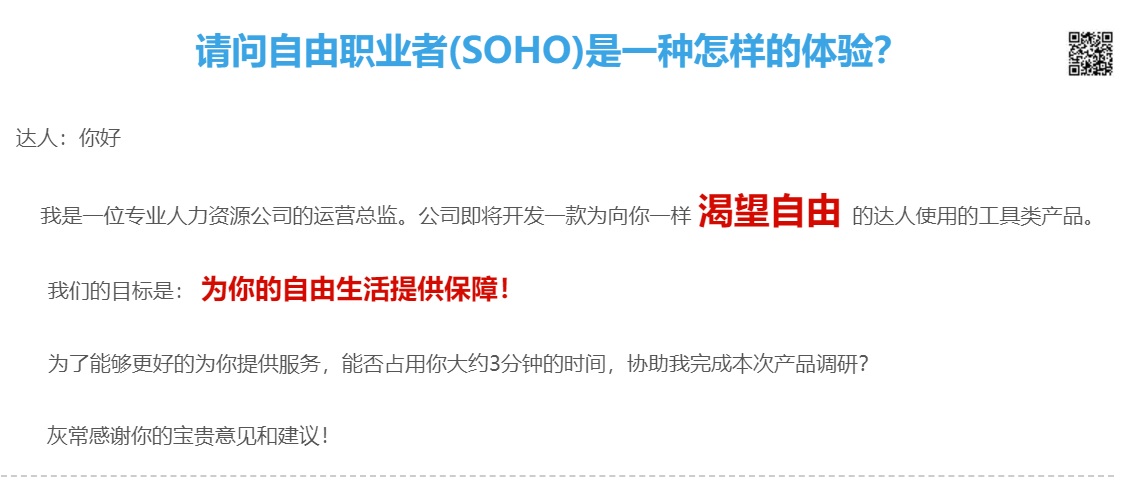 请问自由职业者(SOHO)是一种怎样的体验?
达人：你好
我是一位专业人力资源公司的运营总监。公司即将开发一款为向你一样 渴望自由 的达人使用的工具类产品。
我们的目标是： 为你的自由生活提供保障!
为了能够更好的为你提供服务，能否占用你大约3分钟的时间，协助我完成本次产品调研？
灰常感谢你的宝贵意见和建议！